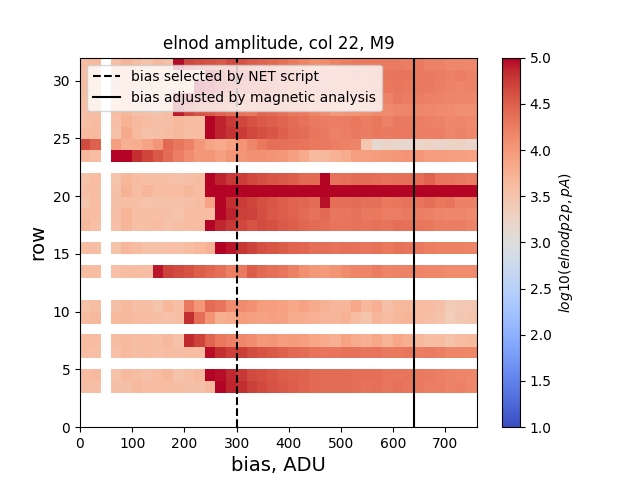 elnod amplitude, col 22, M9
bias selected by NET script
bias adjusted by magnetic analysis
row
30
25
20
15
10
5
0
0 100 200 300 400 500 600 700
bias, ADU
5.0
4.5
4.0
3.5
3.0
2.5
2.0
1.5
1.0
log10(elnodp2p, pA)